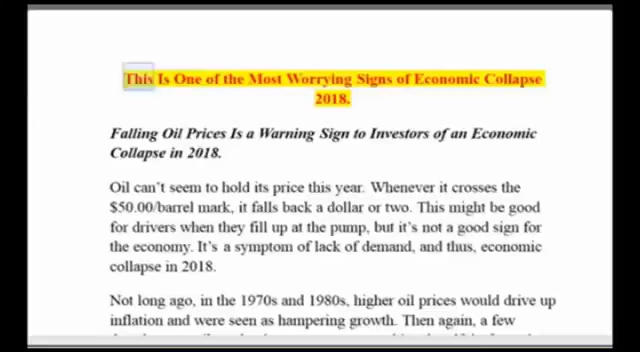 This Is One of the Most Worrying Signs of Economic Collapse
2018.
Falling Oil Prices Is a Warning Sign to Investors of an Economic
Collapse in 2018.
Oil can't seem to hold its price this year. Whenever it crosses the
$50.00/barrel mark, it falls back a dollar or two. This might be good
for drivers when they fill up at the pump, but it's not a good sign for
the economy. It's a symptom of lack of demand, and thus, economic
collapse in 2018.
Not long ago, in the 1970s and 1980s, higher oil prices would drive up
inflation and were seen as hampering growth. Then again, a few